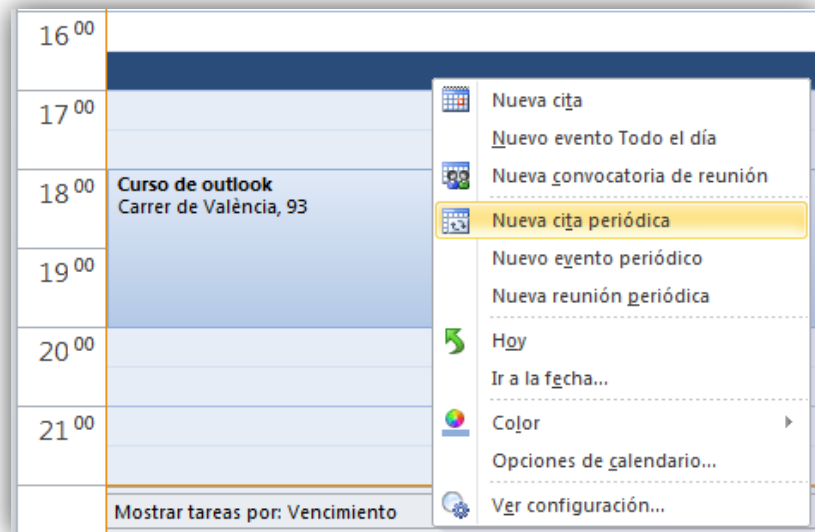 16 00
17 00
18 00
19 00
20 00
21 00
Curso de outlook
Carrer de València, 93
Mostrar tareas por: Vencimiento
Nueva cita
Nuevo evento Todo el día
Nueva convocatoria de reunión
Nueva cita periódica
Nuevo evento periódico
Nueva reunión periódica
Hoy
Ir a la fecha...
Color
Opciones de calendario...
Ver configuración...